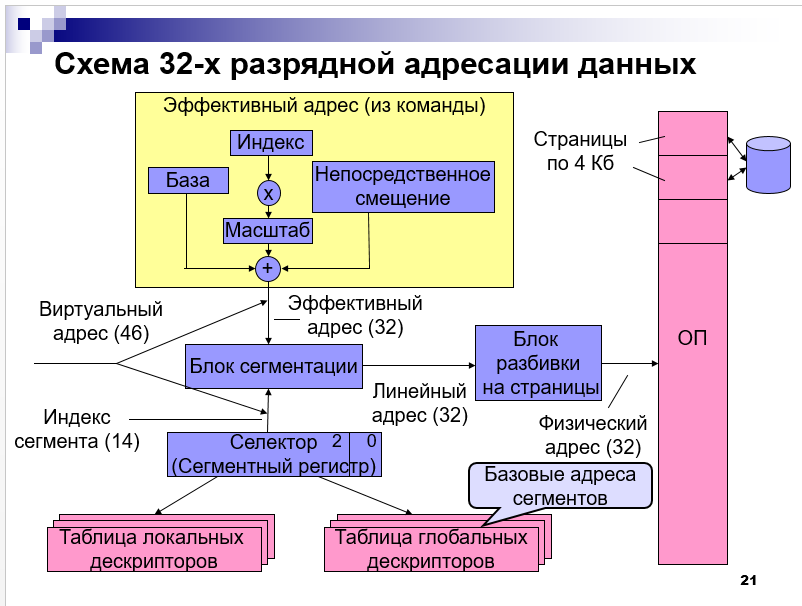 Схема 32-х разрядной адресации данных
Эффективный адрес (из команды)
Индекс
База
x
Непосредственное
смещение
Масштаб
+
Страницы
по 4 Кб
Виртуальный
адрес (46)
Эффективный
адрес (32)
Блок сегментации
Блок
разбивки
на страницы
ОП
Линейный
адрес (32)
Индекс
сегмента (14)
Физический
адрес (32)
Селектор 2 0
(Сегментный регистр)
Базовые адреса
сегментов
Таблица локальных
дескрипторов
Таблица глобальных
дескрипторов
21